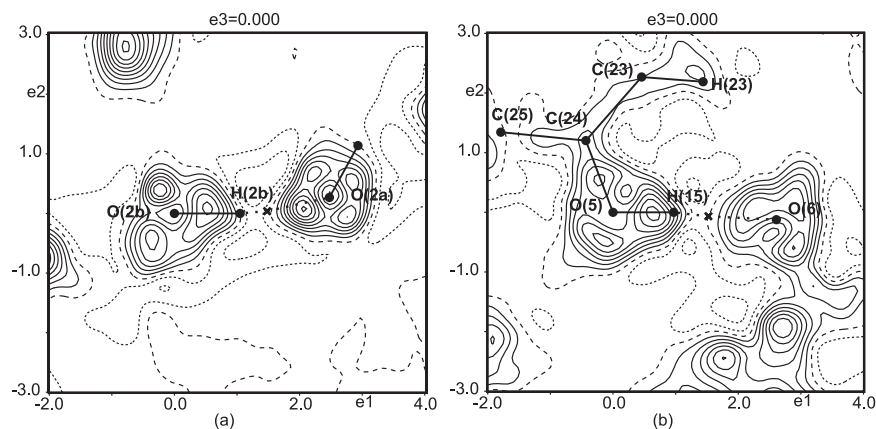 e3=0.000
3.0
e2
1.0
-1.0
3.0
-2.0
0.0
2.0
e1
4.0
O(2b)
H(2b)
O(2a)
(a)
e3=0.000
3.0
e2
1.0
-1.0
-3.0
-2.0
0.0
2.0
e1
4.0
C(23)
H(23)
C(25)
C(24)
O(5)
H(15)
O(6)
(b)